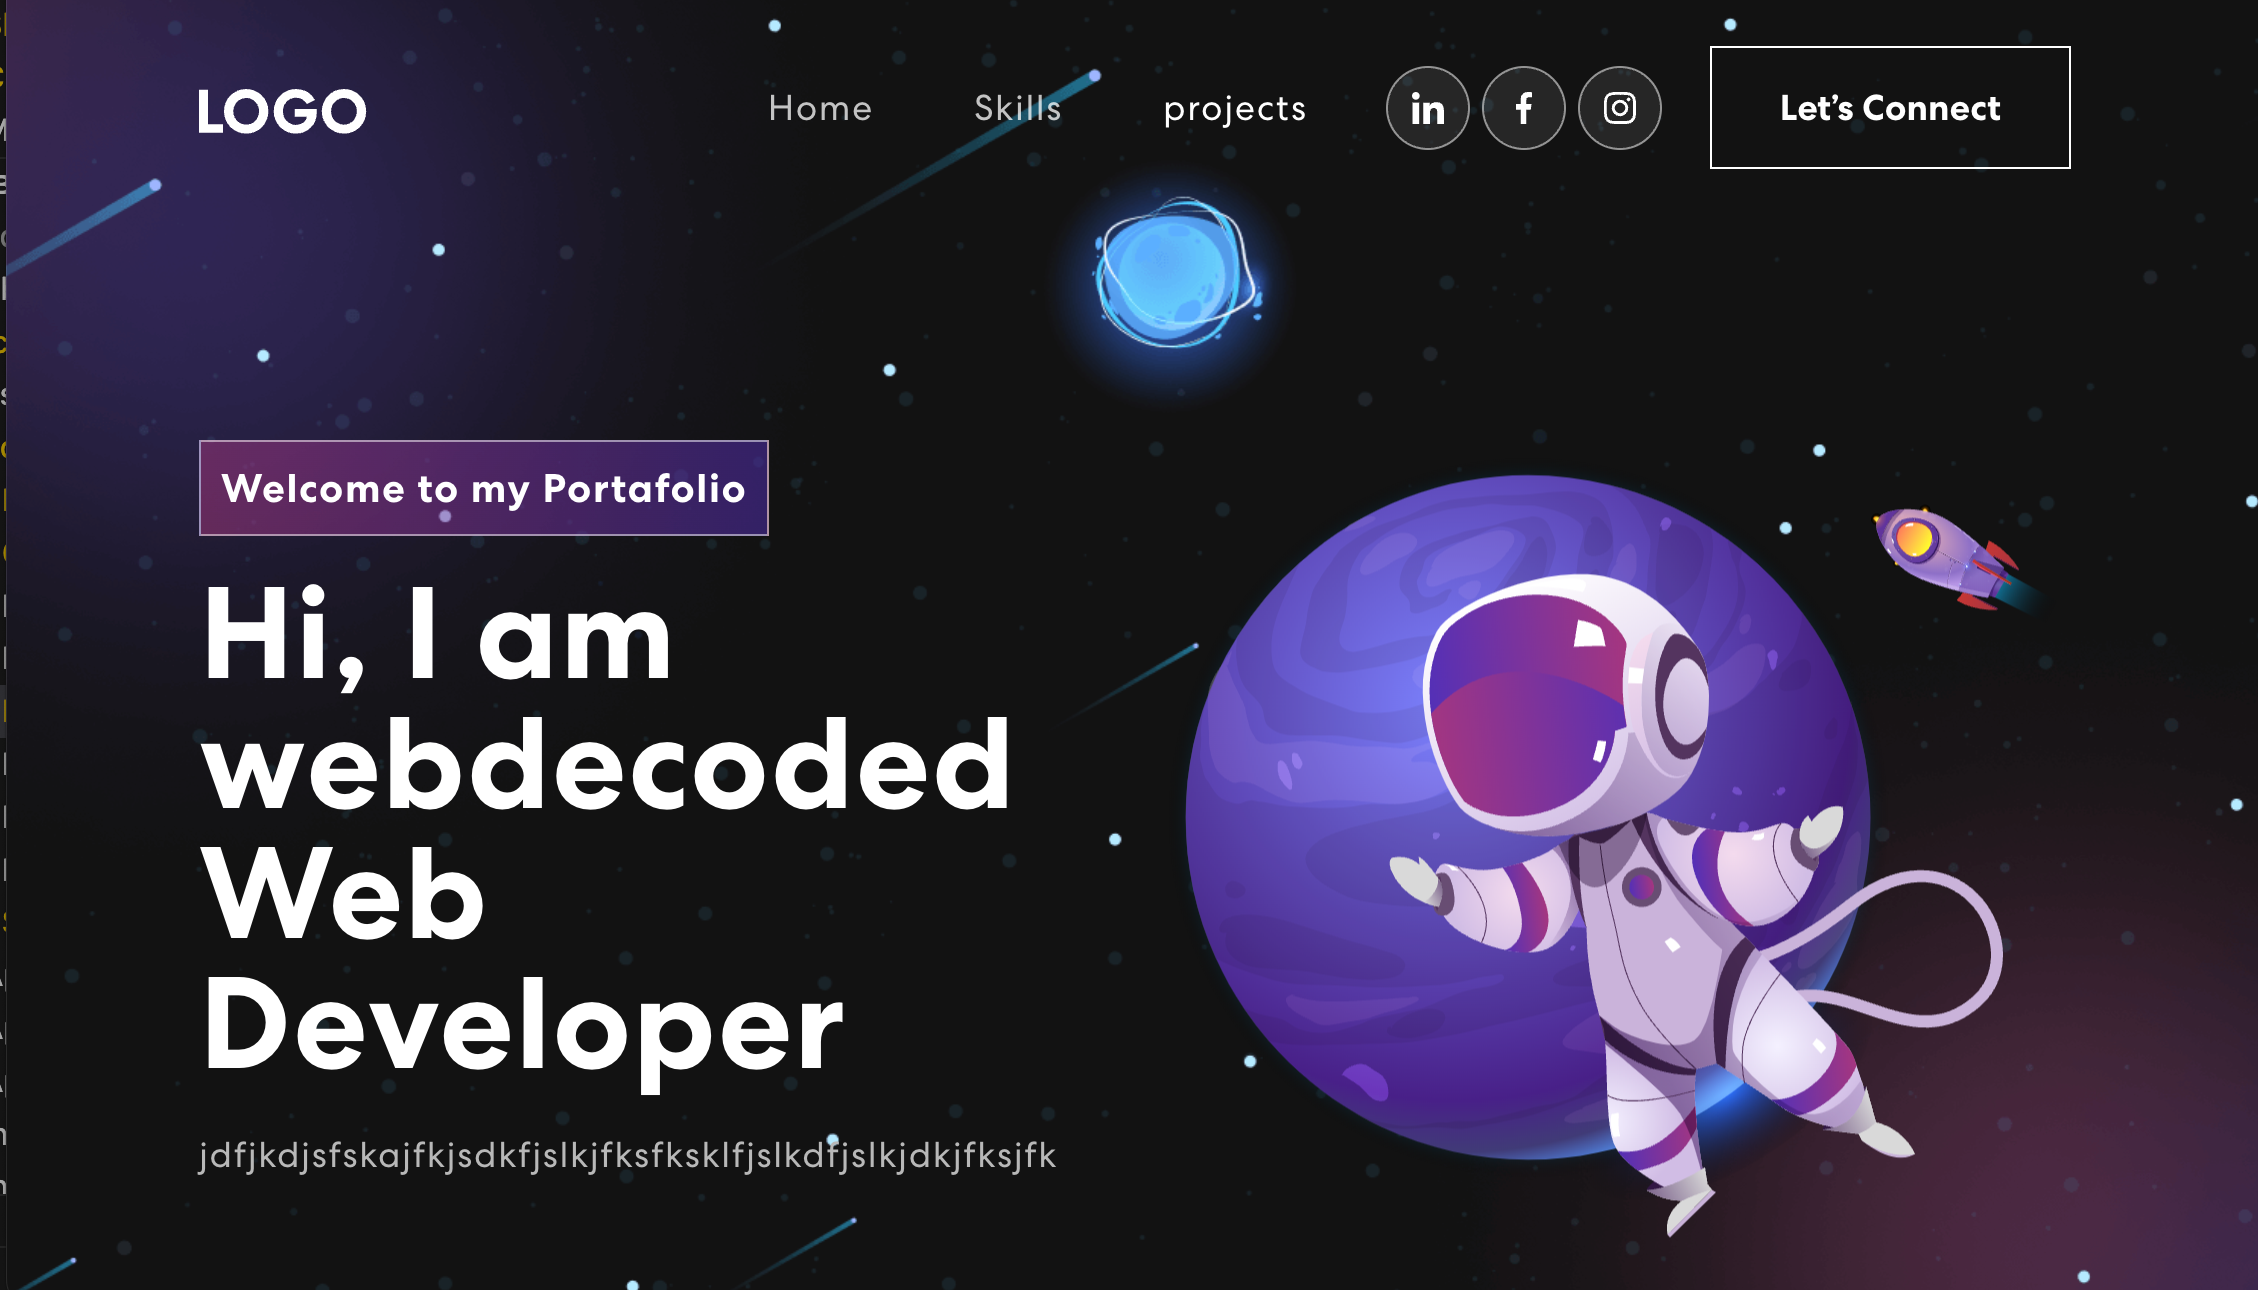 LOGO
Home Skills projects in f Let's Connect
Welcome to my Portafolio
Hi, I am
webdecoded
Web
Developer
jdfjkdjsfskajfkjsdkfjslkjfksfksklfjslkdfjslkjdkjfksjfk